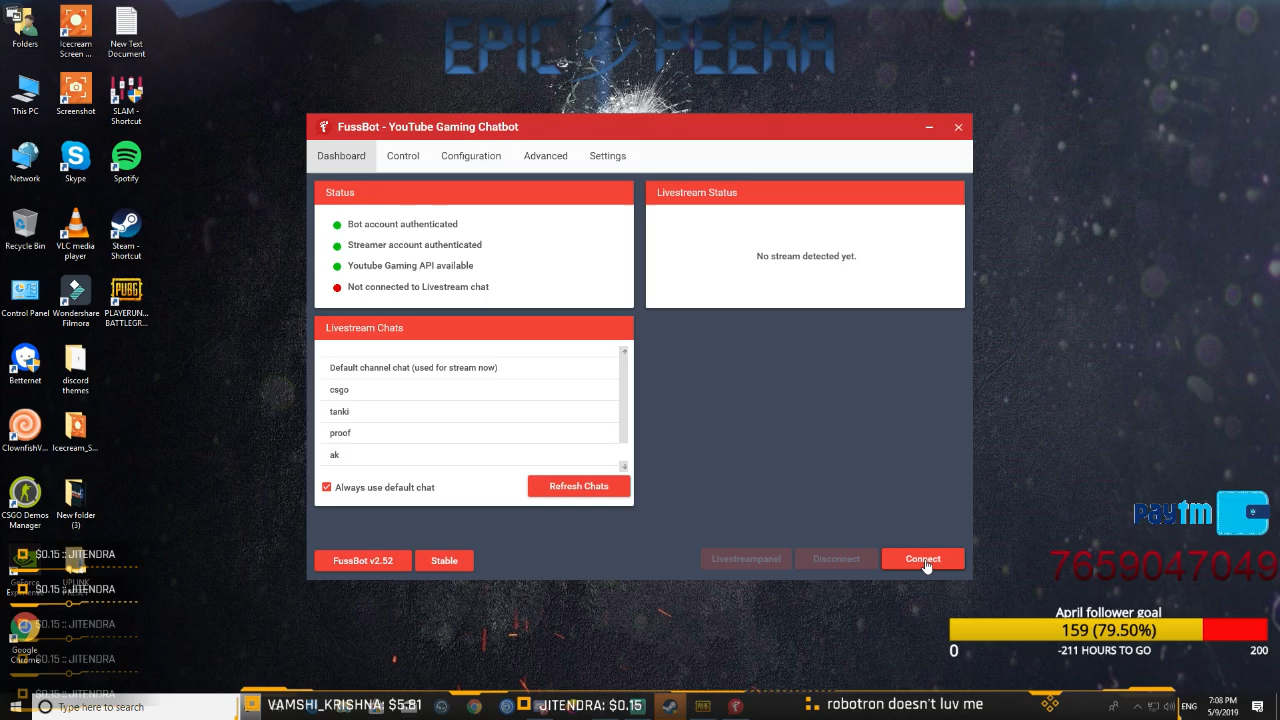 EPIC PEEKR
Folders
Icecream ...
New Text Document
This PC
Screenshot
SLAM - Shortcut
Network
Skype
Spotify
Recycle Bin
VLC media player
Steam - Shortcut
Control Panel
Wondershare Filmora
PUBG
PLAYERUN... BATTLEGR...
Betternet
discord themes
ClownfishV...
Icecream_S...
CSGO Demos Manager
New folder (3)
$0.15 :: JITENDRA
GeForce Experience
$0.15 :: JITENDRA
$0.15 :: JITENDRA
Google Chrome
$0.15 :: JITENDRA
$0.15 :: JITENDRA
FussBot - YouTube Gaming Chatbot
Dashboard
Control
Configuration
Advanced
Settings
Status
Bot account authenticated
Streamer account authenticated
Youtube Gaming API available
Not connected to Livestream chat
Livestream Status
No stream detected yet.
Livestream Chats
Default channel chat (used for stream now)
csgo
tanki
proof
ak
Always use default chat
Refresh Chats
FussBot v2.52
Stable
Livestreampanel
Disconnect
Connect
paytm
7659047049
April follower goal
159 (79.50%)
0
-211 HOURS TO GO
200
Type here to search
VAMSHI_KRISHNA: $5.81
JITENDRA: $0.15
robotron doesn't luv me
ENG
7:08 PM
5/9/2019